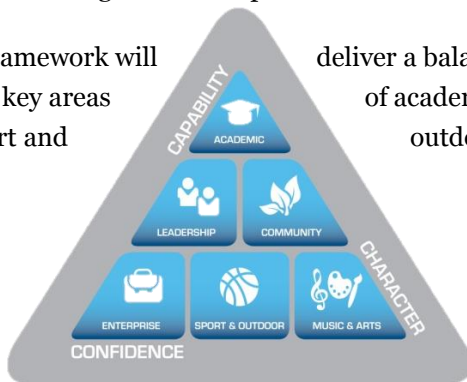 amework will deliver a bala
key areas of acade
rt and outdo
CAPABILITY
ACADEMIC
LEADERSHIP COMMUNITY
CHARACTER
ENTERPRISE SPORT & OUTDOOR MUSIC & ARTS
CONFIDENCE